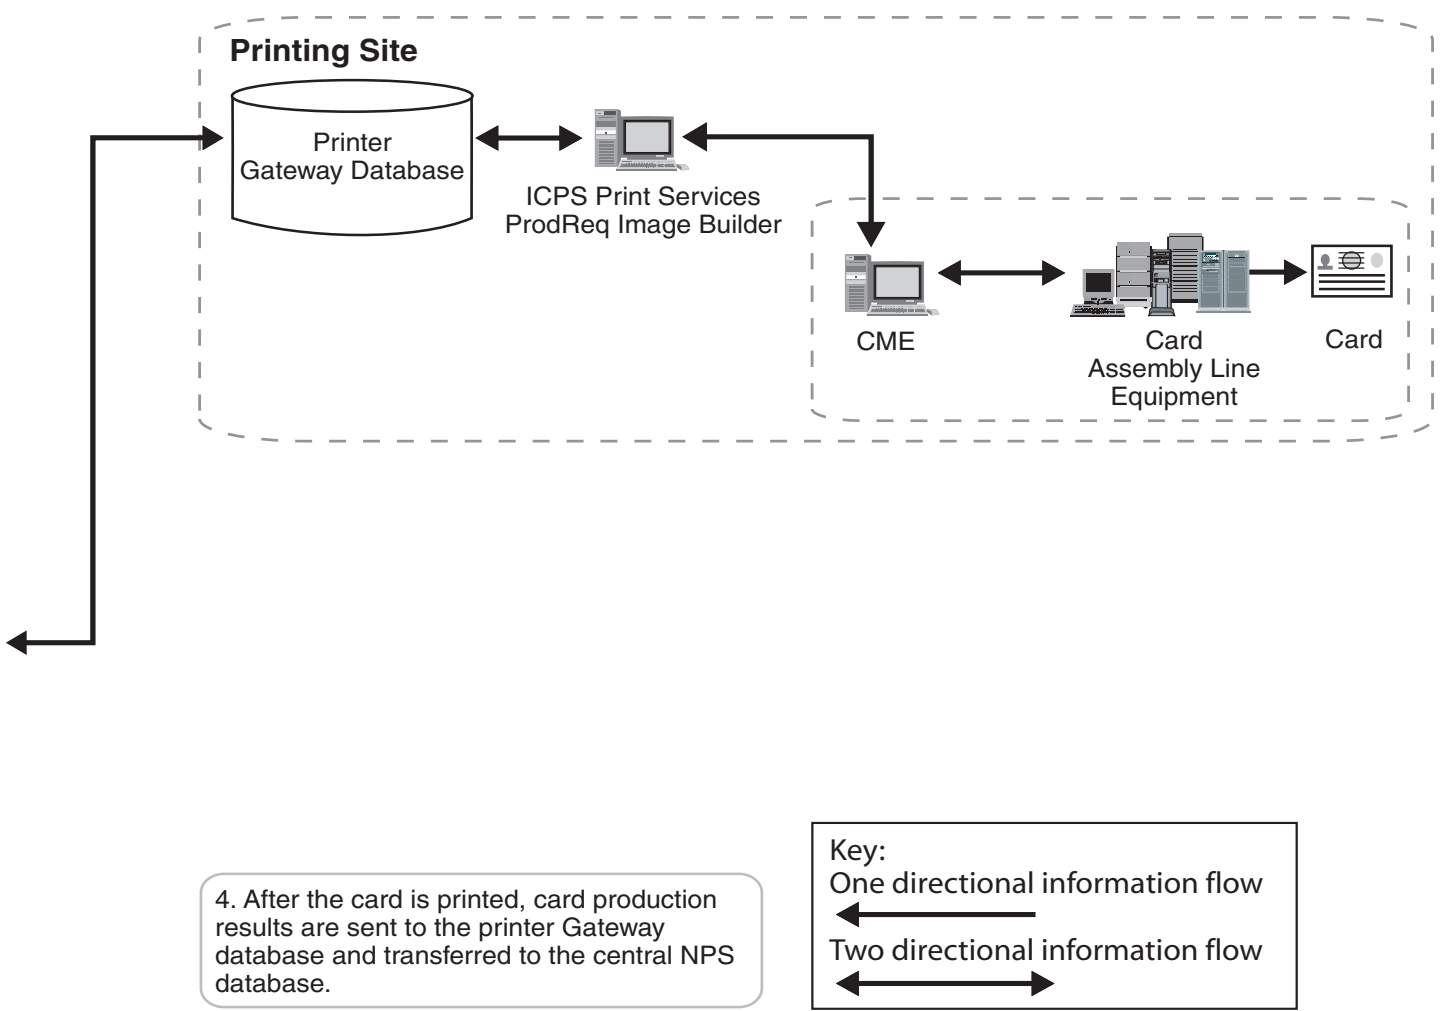 Printing Site
Printer
Gateway Database
ICPS Print Services
ProdReq Image Builder
CME
Card
Assembly Line
Equipment
Card
4. After the card is printed, card production
results are sent to the printer Gateway
database and transferred to the central NPS
database.
Key:
One directional information flow
Two directional information flow